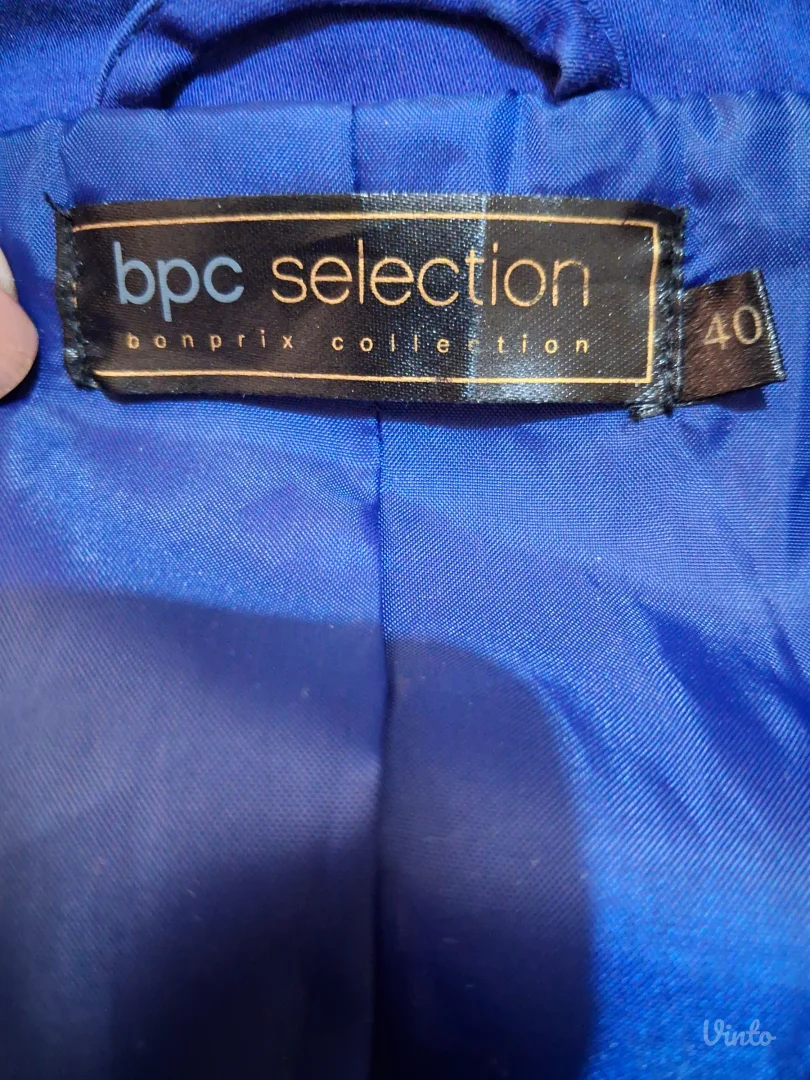 bpc selection
bonprix collection
40
Vinto